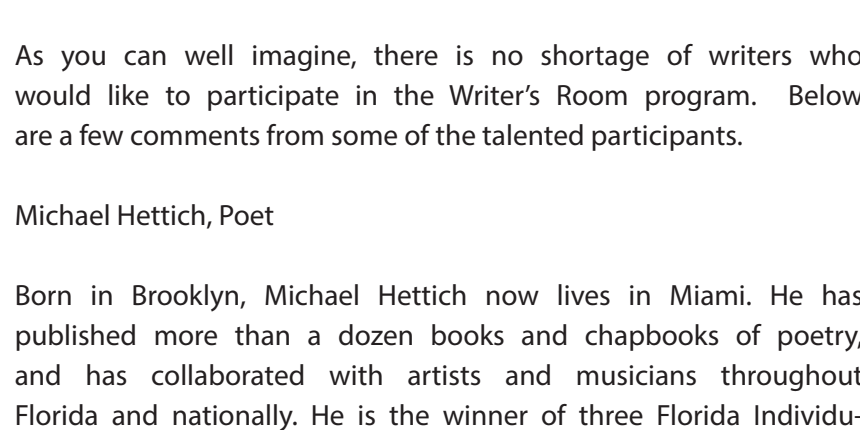 As you can well imagine, there is no shortage of writers who
would like to participate in the Writer's Room program.  Below
are a few comments from some of the talented participants.
Michael Hettich, Poet
Born in Brooklyn, Michael Hettich now lives in Miami. He has
published more than a dozen books and chapbooks of poetry,
and has collaborated with artists and musicians throughout
Florida and nationally. He is the winner of three Florida Individu-